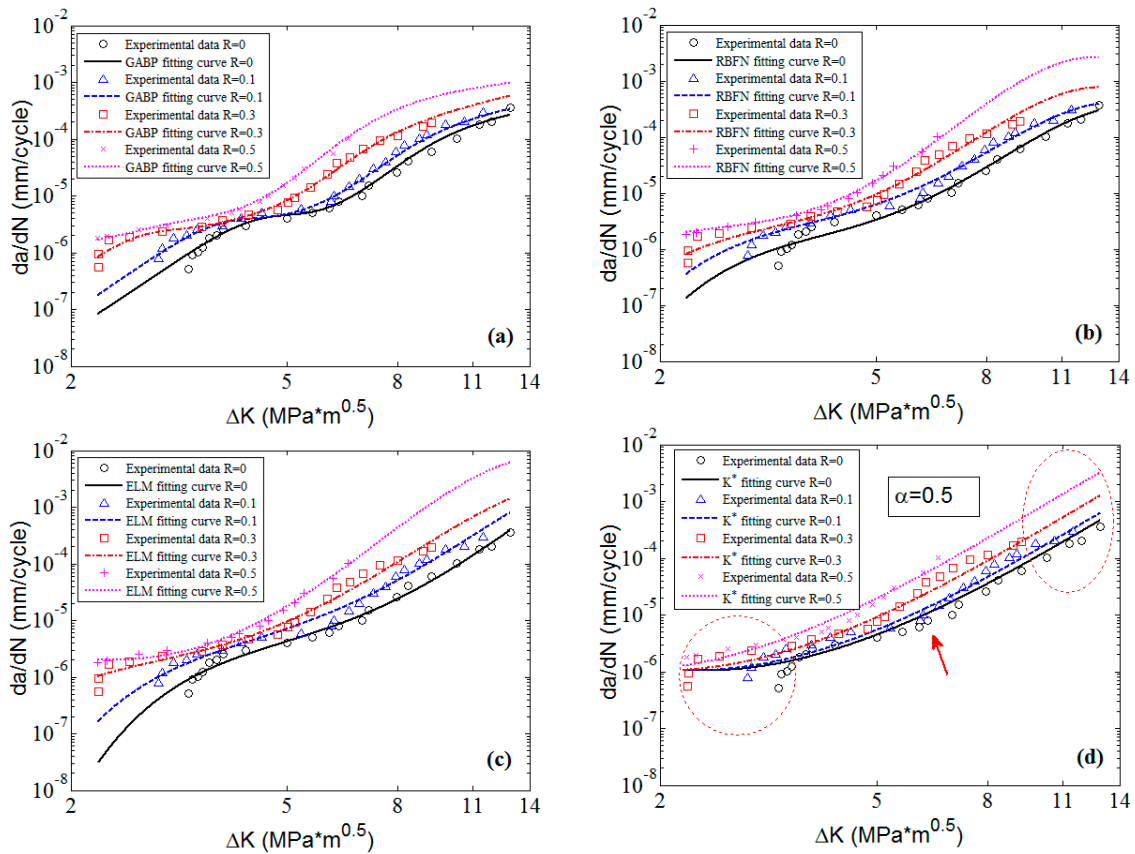 10^-2
10^-3
10^-4
10^-5
10^-6
10^-7
10^-8
da/dN (mm/cycle)
Experimental data R=0
GABP fitting curve R=0
Experimental data R=0.1
GABP fitting curve R=0.1
Experimental data R=0.3
GABP fitting curve R=0.3
Experimental data R=0.5
GABP fitting curve R=0.5
(a)
2 5 8 11 14
ΔK (MPa*m^0.5)
10^-2
10^-3
10^-4
10^-5
10^-6
10^-7
10^-8
da/dN (mm/cycle)
Experimental data R=0
RBFN fitting curve R=0
Experimental data R=0.1
RBFN fitting curve R=0.1
Experimental data R=0.3
RBFN fitting curve R=0.3
Experimental data R=0.5
RBFN fitting curve R=0.5
(b)
2 5 8 11 14
ΔK (MPa*m^0.5)
10^-2
10^-3
10^-4
10^-5
10^-6
10^-7
10^-8
da/dN (mm/cycle)
Experimental data R=0
ELM fitting curve R=0
Experimental data R=0.1
ELM fitting curve R=0.1
Experimental data R=0.3
ELM fitting curve R=0.3
Experimental data R=0.5
ELM fitting curve R=0.5
(c)
2 5 8 11 14
ΔK (MPa*m^0.5)
10^-2
10^-3
10^-4
10^-5
10^-6
10^-7
10^-8
da/dN (mm/cycle)
Experimental data R=0
K* fitting curve R=0
Experimental data R=0.1
K* fitting curve R=0.1
Experimental data R=0.3
K* fitting curve R=0.3
Experimental data R=0.5
K* fitting curve R=0.5
α=0.5
(d)
2 5 8 11 14
ΔK (MPa*m^0.5)